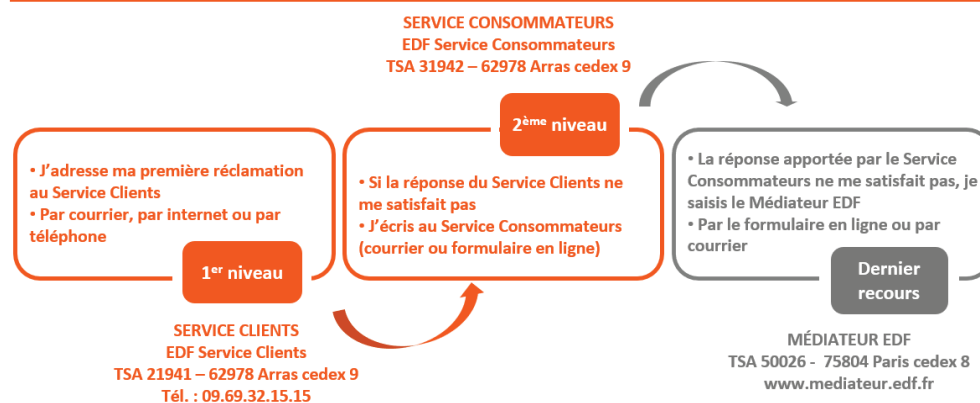 SERVICE CONSOMMATEURS
EDF Service Consommateurs
TSA 31942 – 62978 Arras cedex 9
2ème niveau
• J’adresse ma première réclamation
au Service Clients
• Par courrier, par internet ou par
téléphone
1er niveau
SERVICE CLIENTS
EDF Service Clients
TSA 21941 – 62978 Arras cedex 9
Tél. : 09.69.32.15.15
• Si la réponse du Service Clients ne
me satisfait pas
• J’écris au Service Consommateurs
(courrier ou formulaire en ligne)
• La réponse apportée par le Service
Consommateurs ne me satisfait pas, je
saisis le Médiateur EDF
• Par le formulaire en ligne ou par
courrier
Dernier
recours
MÉDIATEUR EDF
TSA 50026 - 75804 Paris cedex 8
www.mediateur.edf.fr